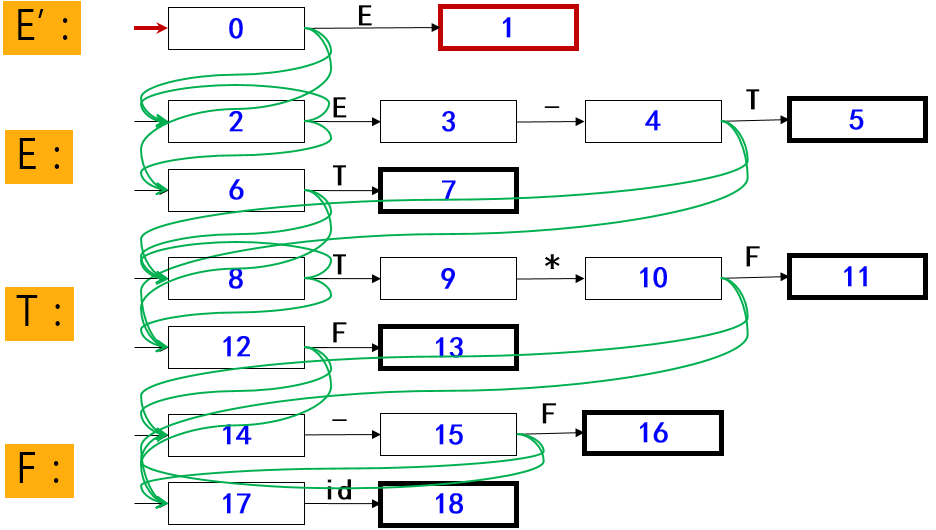 E' : 0 E 1
E : 2 E 3 − 4 T 5
6 T 7
T : 8 T 9 * 10 F 11
12 F 13
F : 14 − 15 F 16
17 id 18